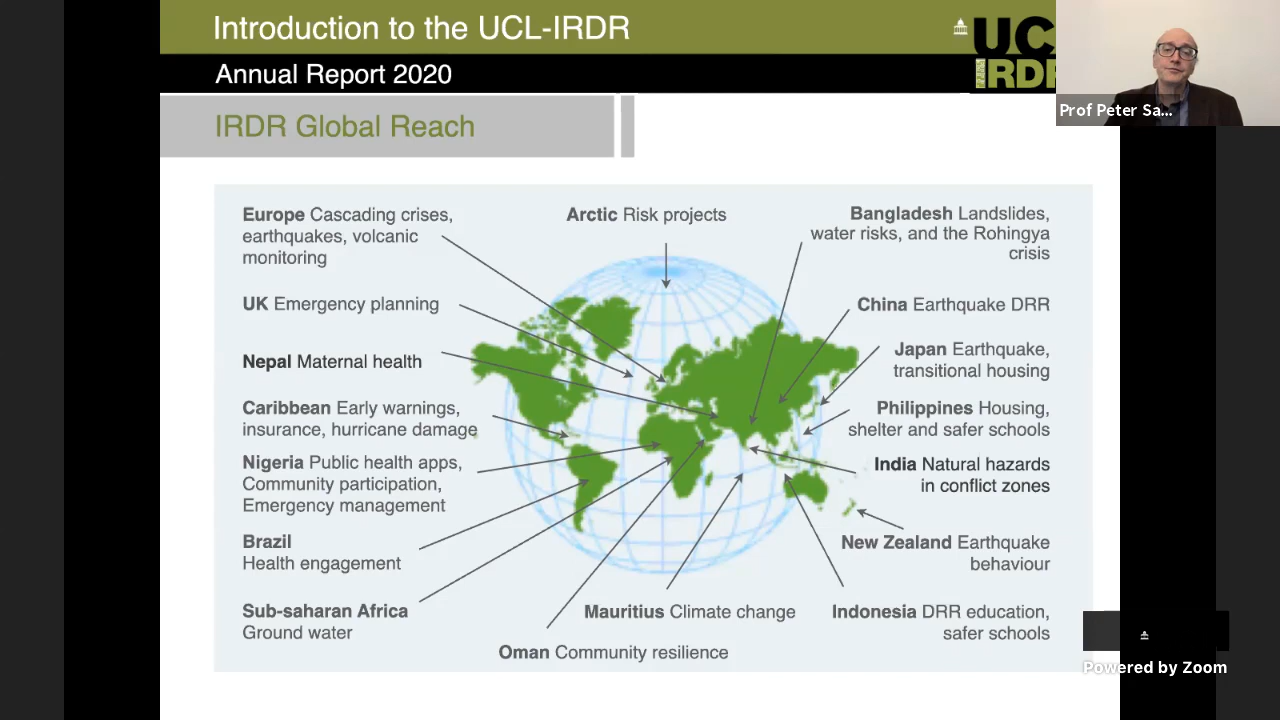 Introduction to the UCL-IRDR
Annual Report 2020
UC
IRDR
Prof Peter Sa...
IRDR Global Reach
Europe Cascading crises,
earthquakes, volcanic
monitoring
Arctic Risk projects
Bangladesh Landslides,
water risks, and the Rohingya
crisis
UK Emergency planning
China Earthquake DRR
Nepal Maternal health
Japan Earthquake,
transitional housing
Caribbean Early warnings,
insurance, hurricane damage
Philippines Housing,
shelter and safer schools
Nigeria Public health apps,
Community participation,
Emergency management
India Natural hazards
in conflict zones
Brazil
Health engagement
New Zealand Earthquake
behaviour
Sub-saharan Africa
Ground water
Mauritius Climate change
Indonesia DRR education,
safer schools
Oman Community resilience
Powered by Zoom